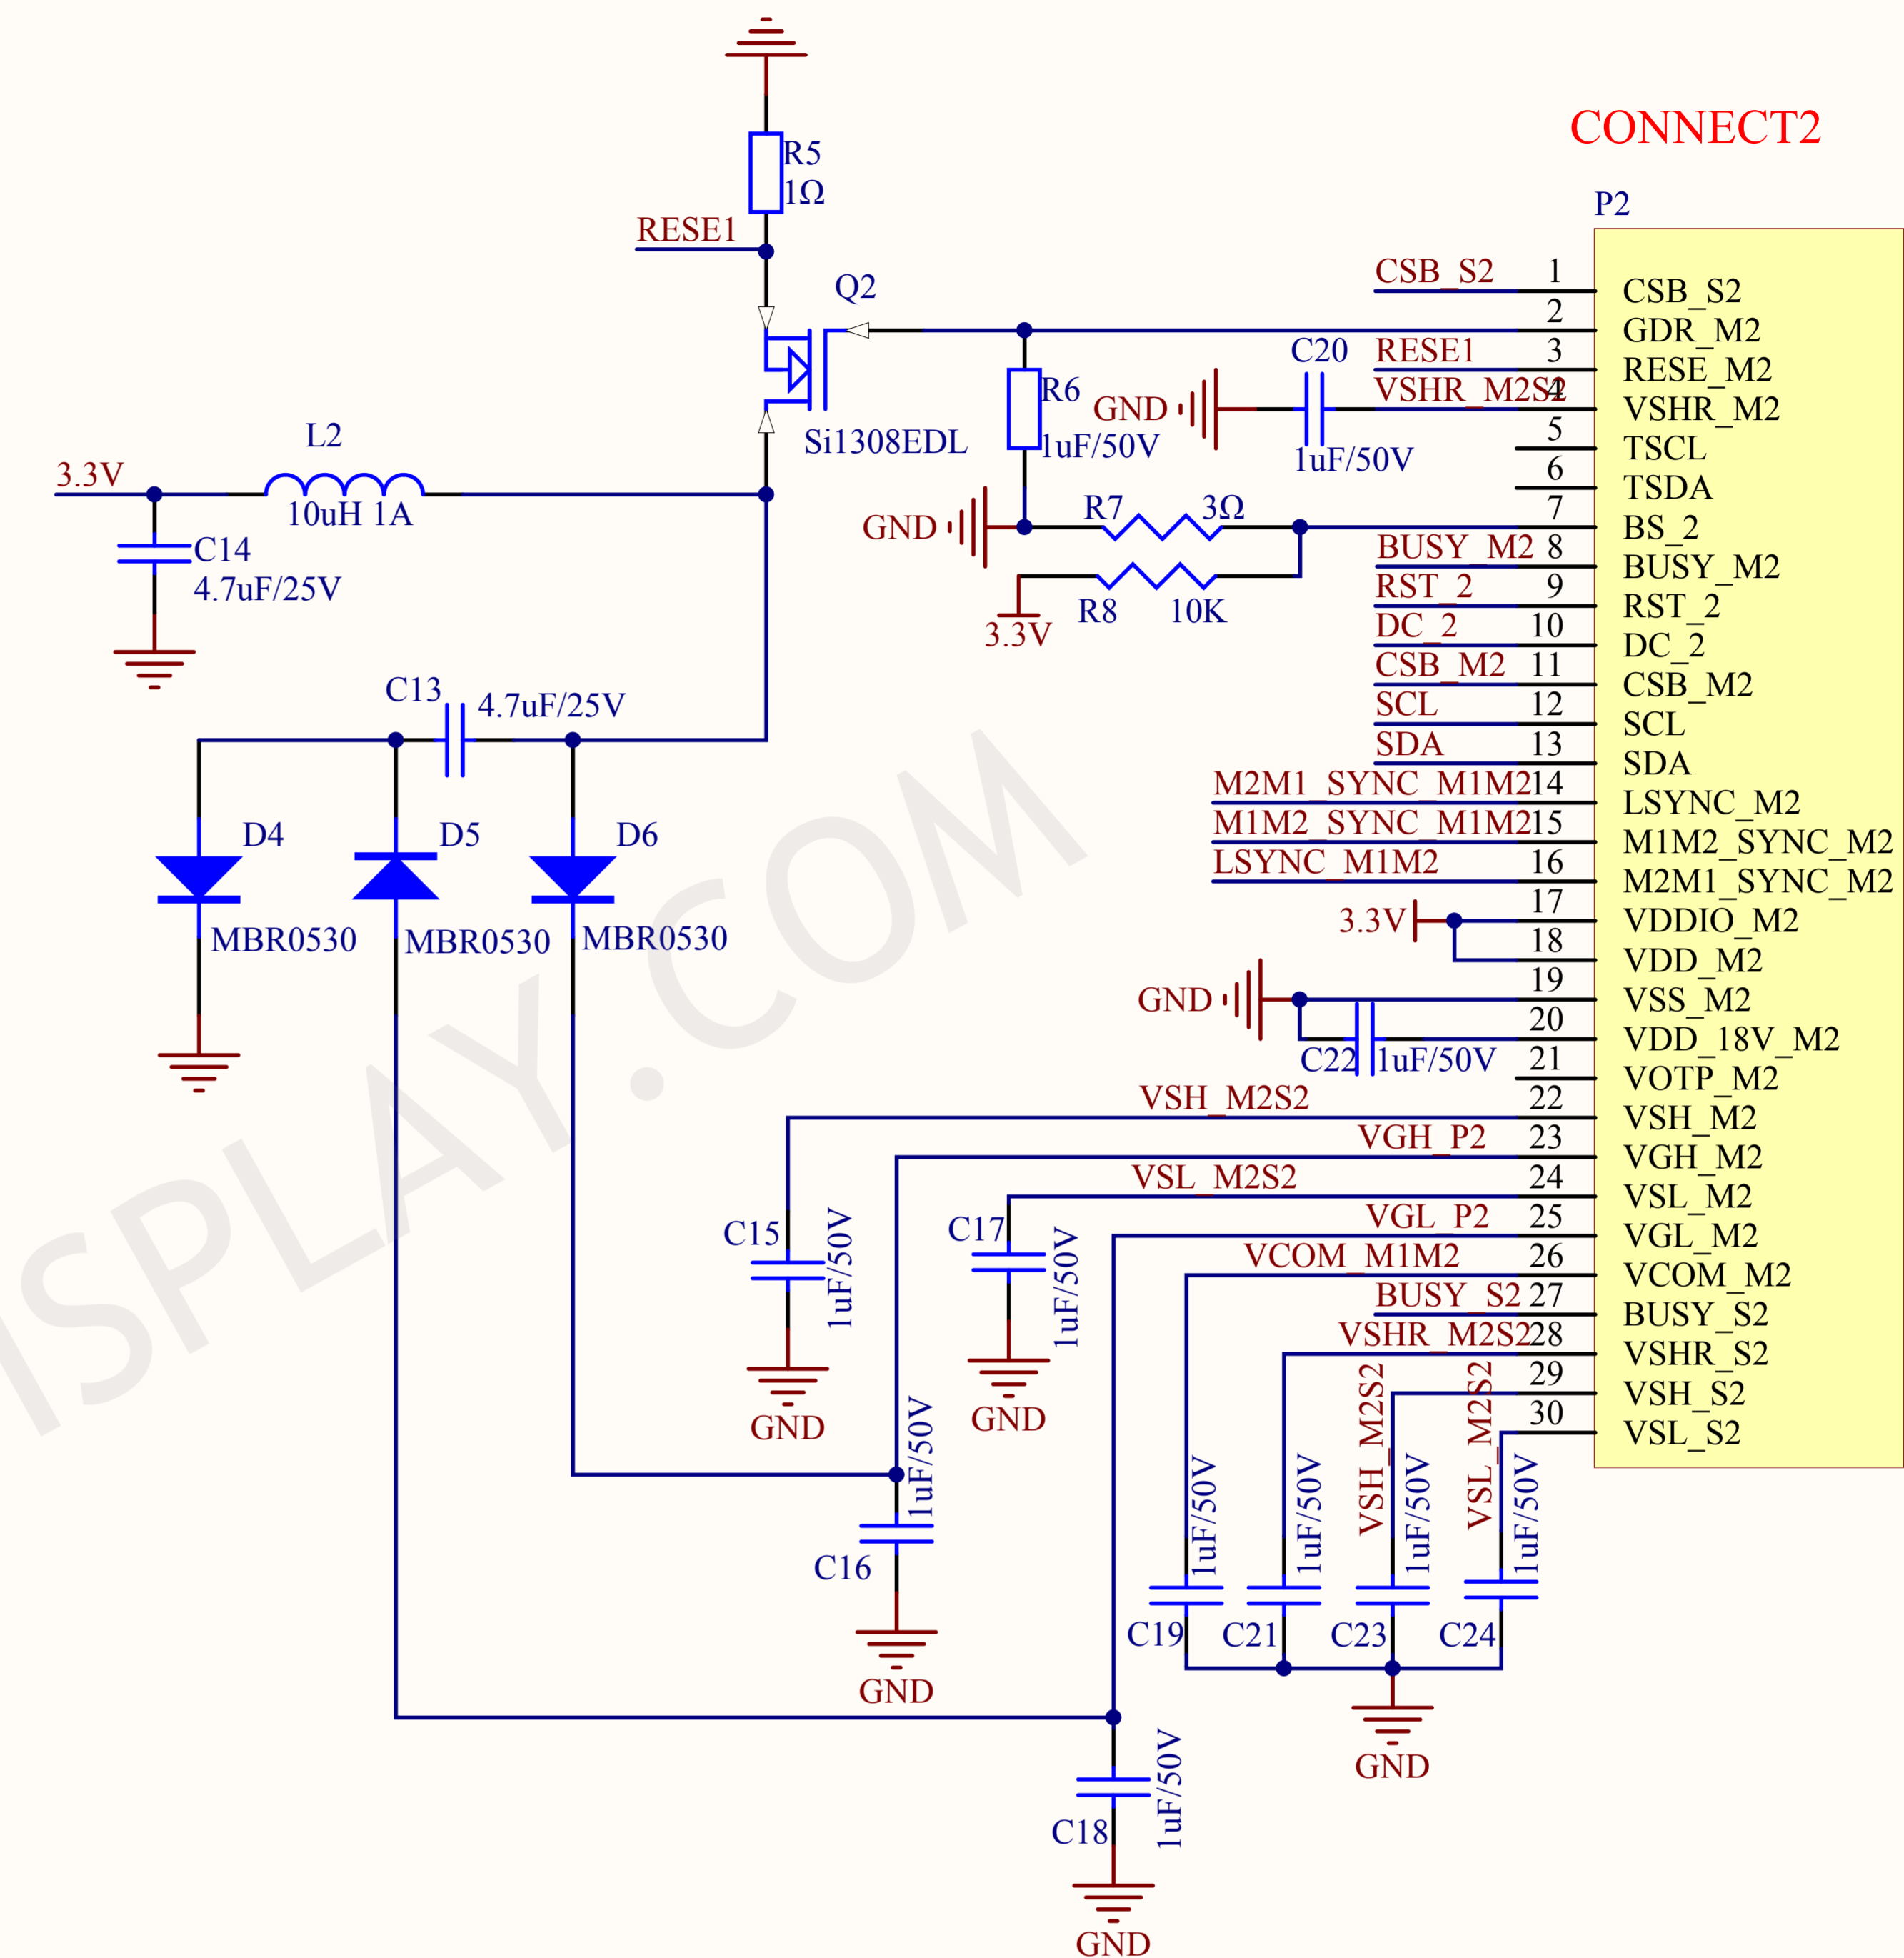 CONNECT2
P2
R5
1Ω
RESE1
Q2
Si1308EDL
L2
3.3V
10uH 1A
C14
4.7uF/25V
C13
4.7uF/25V
D4
MBR0530
D5
MBR0530
D6
MBR0530
R6
1uF/50V
C20
GND
1uF/50V
GND
R7
3Ω
R8
10K
3.3V
CSB_S2 1 CSB_S2
2 GDR_M2
RESE1 3 RESE_M2
VSHR_M2S2 4 VSHR_M2
5 TSCL
6 TSDA
7 BS_2
BUSY_M2 8 BUSY_M2
RST_2 9 RST_2
DC_2 10 DC_2
CSB_M2 11 CSB_M2
SCL 12 SCL
SDA 13 SDA
M2M1_SYNC_M1M2 14 LSYNC_M2
M1M2_SYNC_M1M2 15 M1M2_SYNC_M2
LSYNC_M1M2 16 M2M1_SYNC_M2
3.3V 17 VDDIO_M2
18 VDD_M2
GND 19 VSS_M2
20 VDD_18V_M2
C22 1uF/50V
21 VOTP_M2
VSH_M2S2 22 VSH_M2
VGH_P2 23 VGH_M2
VSL_M2S2 24 VSL_M2
VGL_P2 25 VGL_M2
VCOM_M1M2 26 VCOM_M2
BUSY_S2 27 BUSY_S2
VSHR_M2S2 28 VSHR_S2
VSH_M2S2 29 VSH_S2
VSL_M2S2 30 VSL_S2
C15
1uF/50V
GND
C17
1uF/50V
GND
C16
1uF/50V
GND
C19
1uF/50V
C21
1uF/50V
C23
1uF/50V
C24
1uF/50V
GND
C18
1uF/50V
GND
ISPLAY.COM